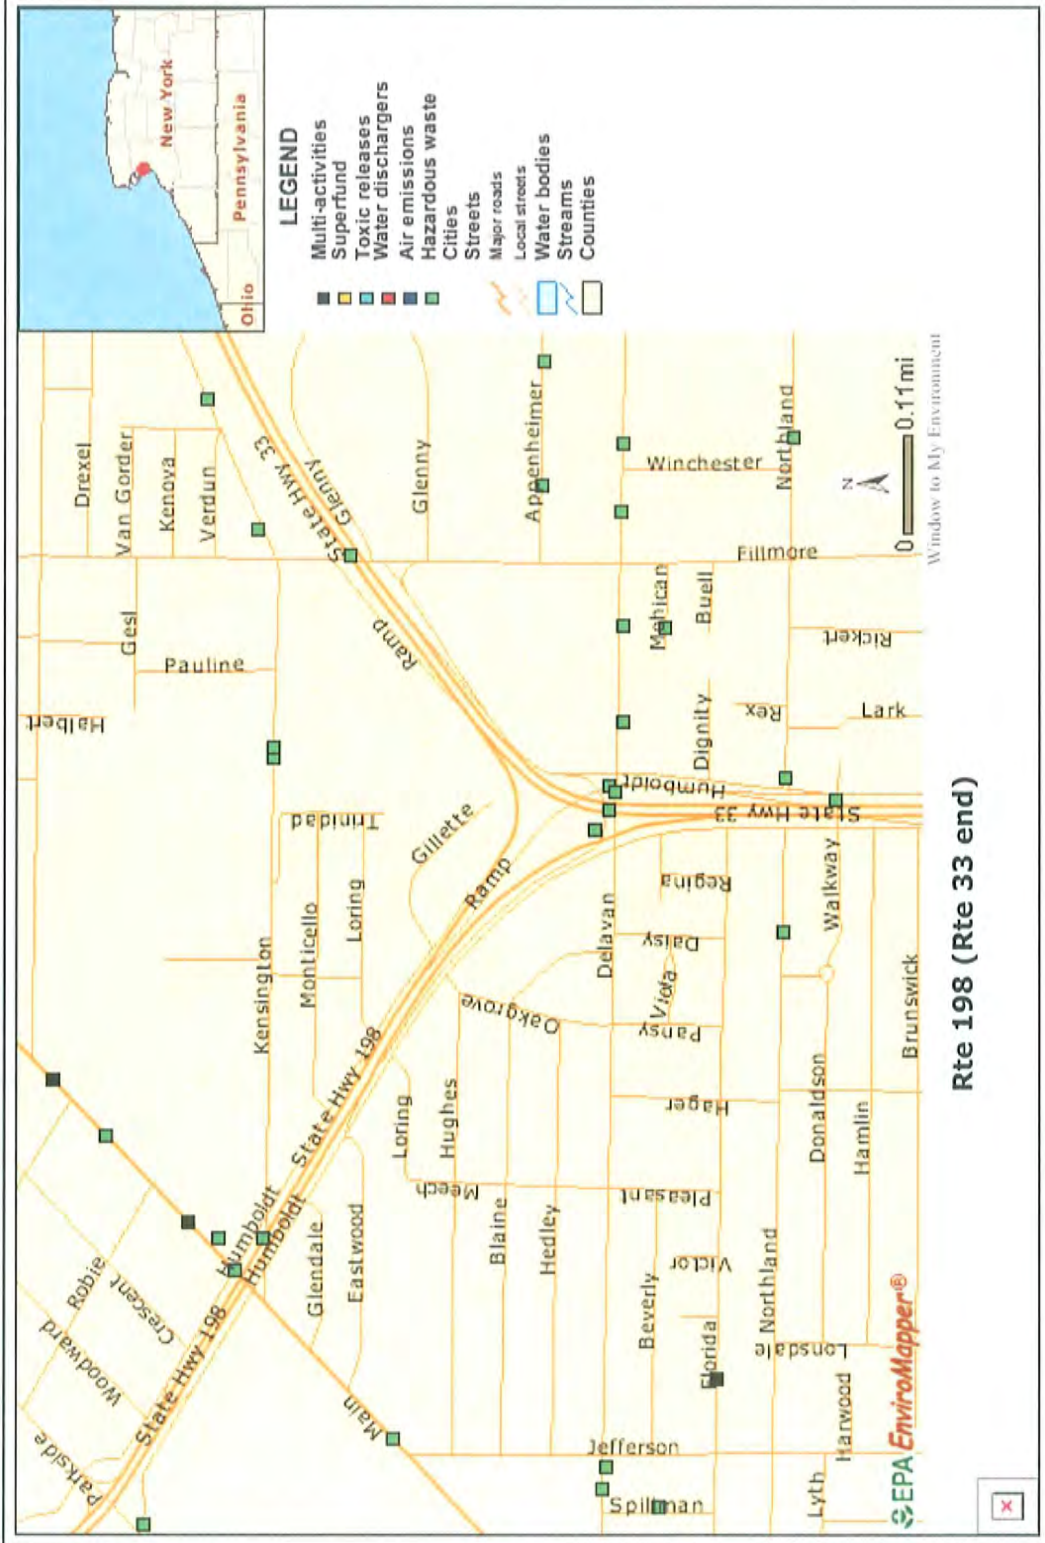 New York
Pennsylvania
Ohio
LEGEND
Multi-activities
Superfund
Toxic releases
Water dischargers
Air emissions
Hazardous waste
Cities
Streets
Major roads
Local streets
Water bodies
Streams
Counties
Drexel
Van Gorder
Kenova
Verdun
State Hwy 33
Glenny
Glenny
Appenheimer
Winchester
Northland
Fillmore
Gesl
Pauline
Halbert
Ramp
Mohican
Buell
Rickert
Dignity
Rex
Lark
Humboldt
State Hwy 33
Trinidad
Gillette
Ramp
Kensington
Monticello
Loring
Delavan
Regina
Daisy
Viola
Pansy
Oakgrove
Walkway
Brunswick
State Hwy 198
Loring
Hughes
Hager
Donaldson
Hamlin
Meech
Pleasant
Blaine
Hedley
Humboldt
Humboldt
Glendale
Eastwood
Victor
Beverly
Northland
Florida
Lonsdale
Robie
Crescent
Woodward
State Hwy 198
Parkside
Main
Jefferson
Spillman
Harwood
Lyth
N
0
0.11mi
EPA EnviroMapper®
Window to My Environment
Rte 198 (Rte 33 end)